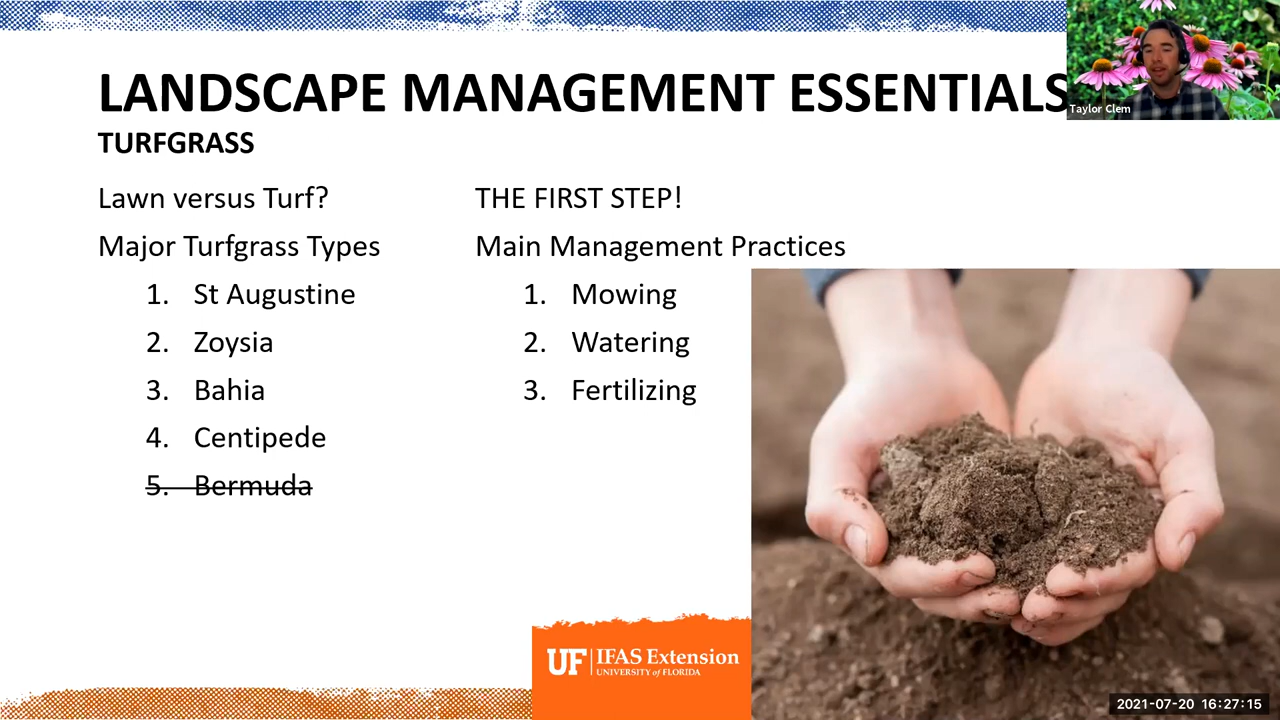 LANDSCAPE MANAGEMENT ESSENTIALS
Taylor Clem
TURFGRASS
Lawn versus Turf?
Major Turfgrass Types
1. St Augustine
2. Zoysia
3. Bahia
4. Centipede
5. Bermuda
THE FIRST STEP!
Main Management Practices
1. Mowing
2. Watering
3. Fertilizing
UF IFAS Extension
UNIVERSITY of FLORIDA
2021-07-20 16:27:15